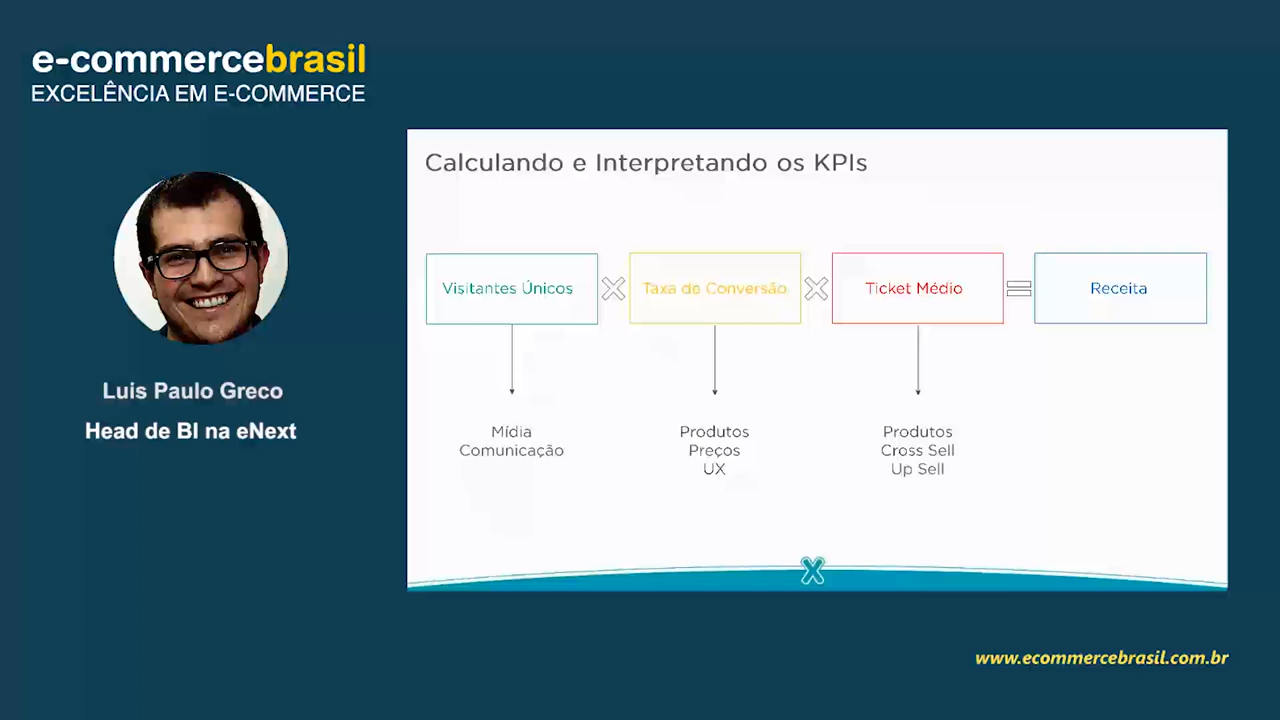 e-commercebrasil
EXCELÊNCIA EM E-COMMERCE
Luis Paulo Greco
Head de BI na eNext
Calculando e Interpretando os KPIs
Visitantes Únicos
Taxa de Conversão
Ticket Médio
Receita
Mídia
Comunicação
Produtos
Preços
UX
Produtos
Cross Sell
Up Sell
www.ecommercebrasil.com.br